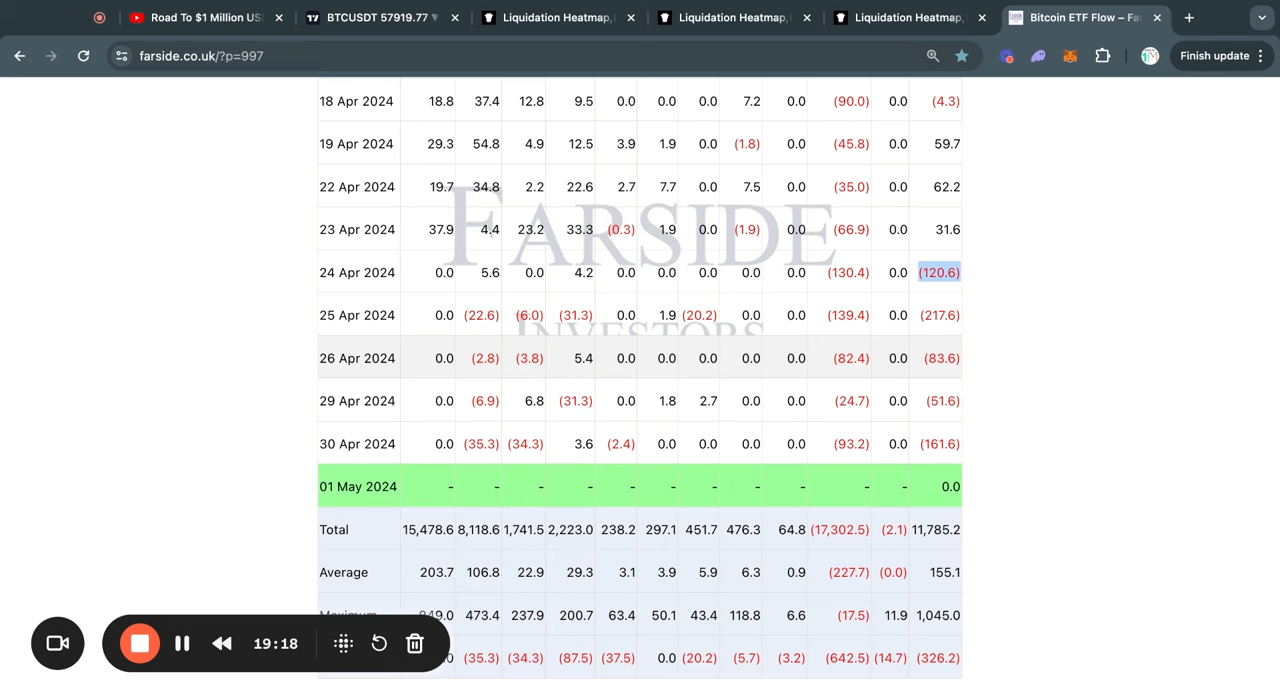 Road To $1 Million US
BTCUSDT 57919.77
Liquidation Heatmap,
Liquidation Heatmap,
Liquidation Heatmap,
Bitcoin ETF Flow – Far
farside.co.uk/?p=997
Finish update
18 Apr 2024 18.8 37.4 12.8 9.5 0.0 0.0 0.0 7.2 0.0 (90.0) 0.0 (4.3)
19 Apr 2024 29.3 54.8 4.9 12.5 3.9 1.9 0.0 (1.8) 0.0 (45.8) 0.0 59.7
22 Apr 2024 19.7 34.8 2.2 22.6 2.7 7.7 0.0 7.5 0.0 (35.0) 0.0 62.2
23 Apr 2024 37.9 4.4 23.2 33.3 (0.3) 1.9 0.0 (1.9) 0.0 (66.9) 0.0 31.6
FARSIDE
24 Apr 2024 0.0 5.6 0.0 4.2 0.0 0.0 0.0 0.0 0.0 (130.4) 0.0 (120.6)
25 Apr 2024 0.0 (22.6) (6.0) (31.3) 0.0 1.9 (20.2) 0.0 0.0 (139.4) 0.0 (217.6)
INVESTORS
26 Apr 2024 0.0 (2.8) (3.8) 5.4 0.0 0.0 0.0 0.0 0.0 (82.4) 0.0 (83.6)
29 Apr 2024 0.0 (6.9) 6.8 (31.3) 0.0 1.8 2.7 0.0 0.0 (24.7) 0.0 (51.6)
30 Apr 2024 0.0 (35.3) (34.3) 3.6 (2.4) 0.0 0.0 0.0 0.0 (93.2) 0.0 (161.6)
01 May 2024 - - - - - - - - - - - 0.0
Total 15,478.6 8,118.6 1,741.5 2,223.0 238.2 297.1 451.7 476.3 64.8 (17,302.5) (2.1) 11,785.2
Average 203.7 106.8 22.9 29.3 3.1 3.9 5.9 6.3 0.9 (227.7) (0.0) 155.1
Maximum 849.0 473.4 237.9 200.7 63.4 50.1 43.4 118.8 6.6 (17.5) 11.9 1,045.0
(35.3) (34.3) (87.5) (37.5) 0.0 (20.2) (5.7) (3.2) (642.5) (14.7) (326.2)
19:18